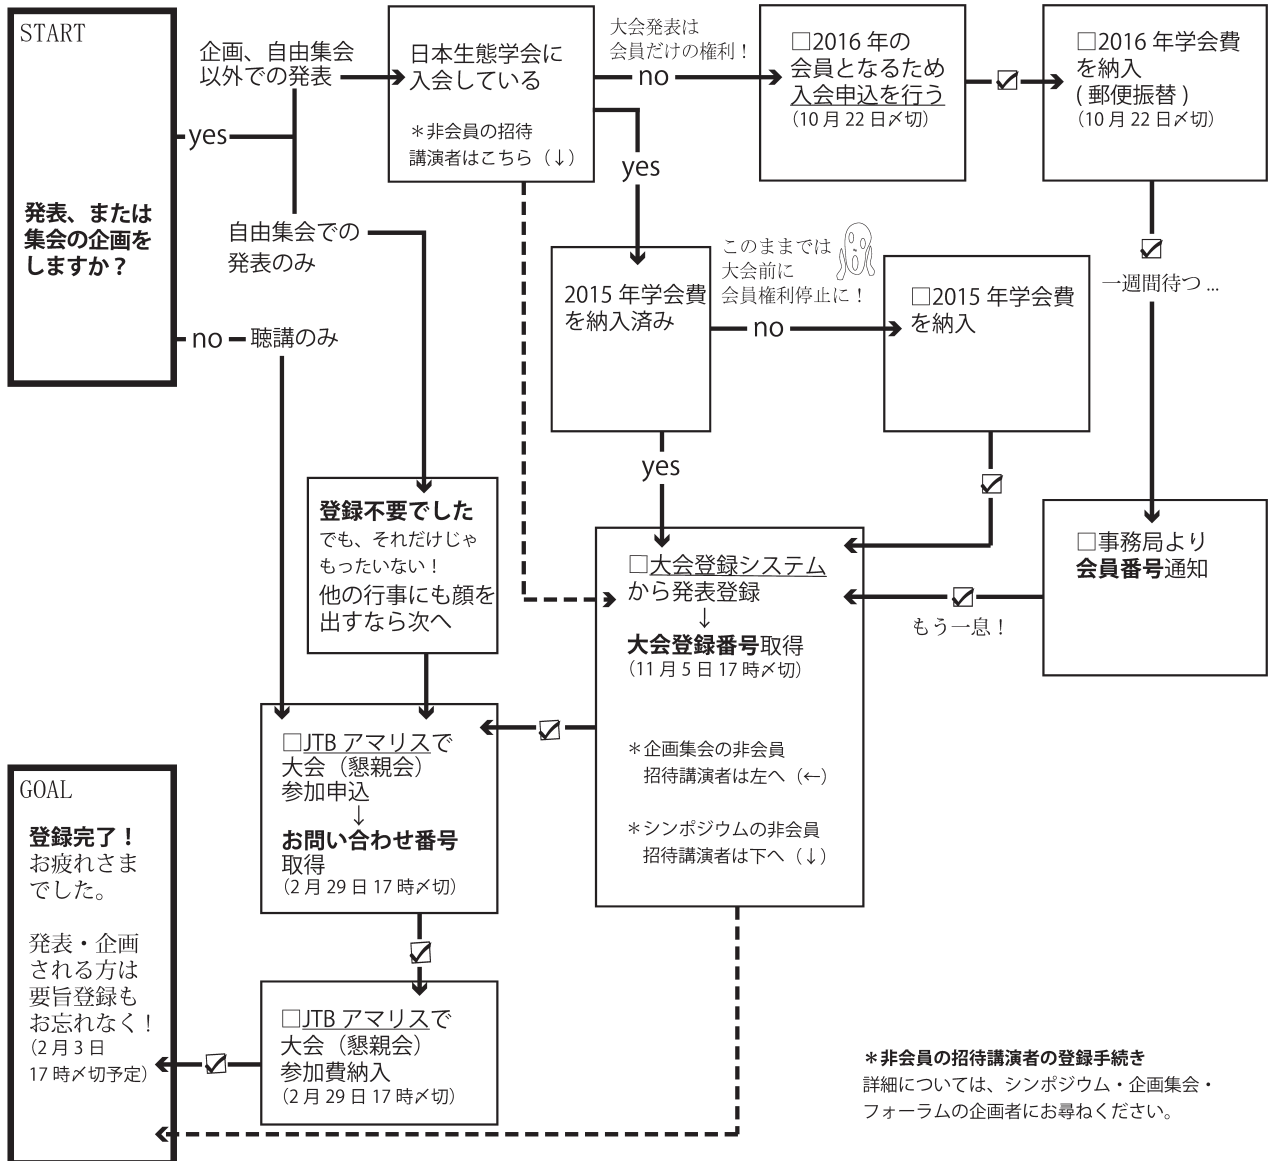 START
発表、または
集会の企画を
しますか？
yes
no
企画、自由集会
以外での発表
自由集会での
発表のみ
聴講のみ
日本生態学会に
入会している
＊非会員の招待
講演者はこちら（↓）
大会発表は
会員だけの権利！
no
yes
□2016 年の
会員となるため
入会申込を行う
（10 月 22 日〆切）
□2016 年学会費
を納入
( 郵便振替 )
（10 月 22 日〆切）
一週間待つ ...
2015 年学会費
を納入済み
このままでは
大会前に
会員権利停止に！
no
yes
□2015 年学会費
を納入
登録不要でした
でも、それだけじゃ
もったいない！
他の行事にも顔を
出すなら次へ
□大会登録システム
から発表登録
↓
大会登録番号取得
（11 月 5 日 17 時〆切）
＊企画集会の非会員
招待講演者は左へ（←）
＊シンポジウムの非会員
招待講演者は下へ（↓）
□事務局より
会員番号通知
もう一息！
□JTB アマリスで
大会（懇親会）
参加申込
↓
お問い合わせ番号
取得
（2 月 29 日 17 時〆切）
□JTB アマリスで
大会（懇親会）
参加費納入
（2 月 29 日 17 時〆切）
GOAL
登録完了！
お疲れさま
でした。
発表・企画
される方は
要旨登録も
お忘れなく！
（2 月 3 日
17 時〆切予定）
＊非会員の招待講演者の登録手続き
詳細については、シンポジウム・企画集会・
フォーラムの企画者にお尋ねください。